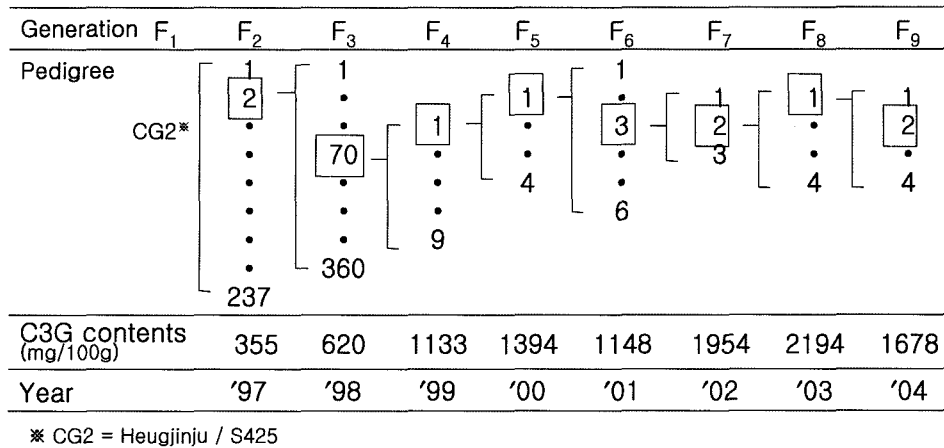 Generation F1 F2 F3 F4 F5 F6 F7 F8 F9
Pedigree 1 1 1
2 • 1 • 1 1 1
CG2※ • • 1 • 3 2 • 2
• 70 • • • 3 • •
• • • 4 • 4 4
• • • 6
• • 9
• 360
237
C3G contents 355 620 1133 1394 1148 1954 2194 1678
(mg/100g)
Year '97 '98 '99 '00 '01 '02 '03 '04
※ CG2 = Heugjinju / S425